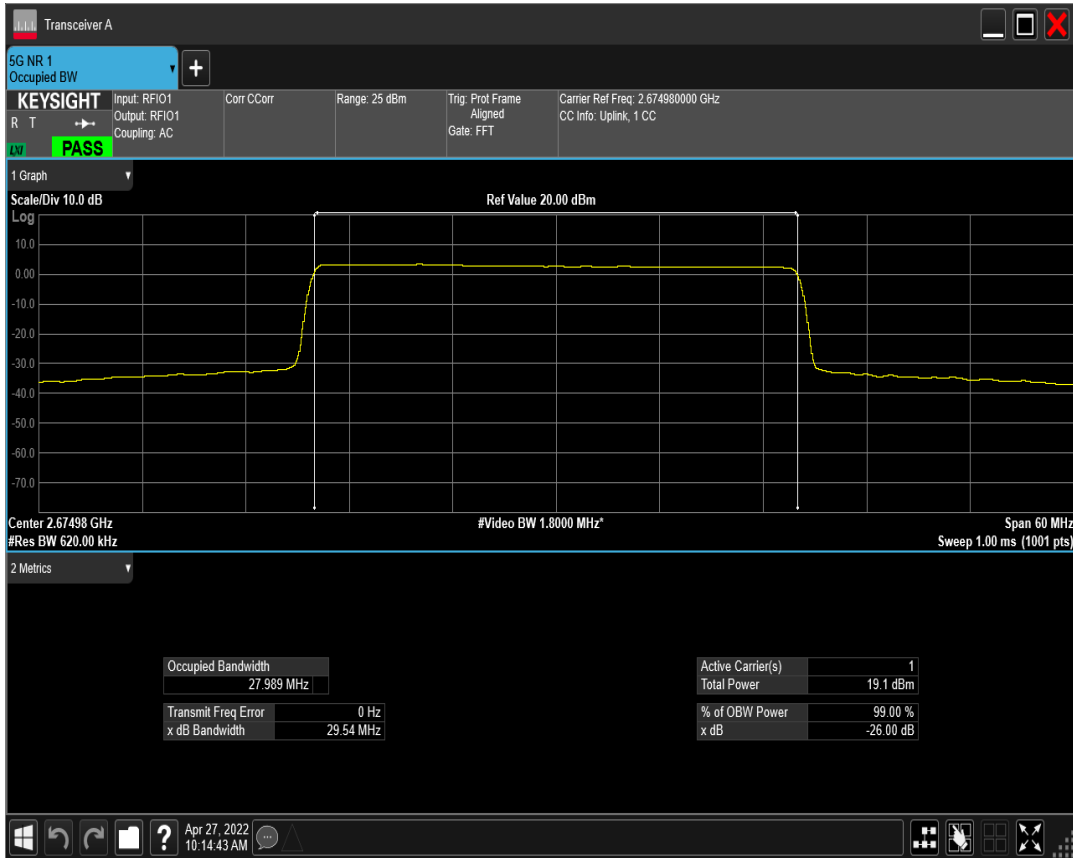 Transceiver A
5G NR 1
Occupied BW
+
KEYSIGHT
R T
LXI
PASS
Input: RFIO1
Output: RFIO1
Coupling: AC
Corr CCorr
Range: 25 dBm
Trig: Prot Frame
Aligned
Gate: FFT
Carrier Ref Freq: 2.674980000 GHz
CC Info: Uplink, 1 CC
1 Graph
Scale/Div 10.0 dB
Ref Value 20.00 dBm
Log
10.0
0.00
-10.0
-20.0
-30.0
-40.0
-50.0
-60.0
-70.0
Center 2.67498 GHz
#Video BW 1.8000 MHz*
Span 60 MHz
#Res BW 620.00 kHz
Sweep 1.00 ms (1001 pts)
2 Metrics
Occupied Bandwidth
27.989 MHz
Transmit Freq Error 0 Hz
x dB Bandwidth 29.54 MHz
Active Carrier(s) 1
Total Power 19.1 dBm
% of OBW Power 99.00 %
x dB -26.00 dB
?
Apr 27, 2022
10:14:43 AM